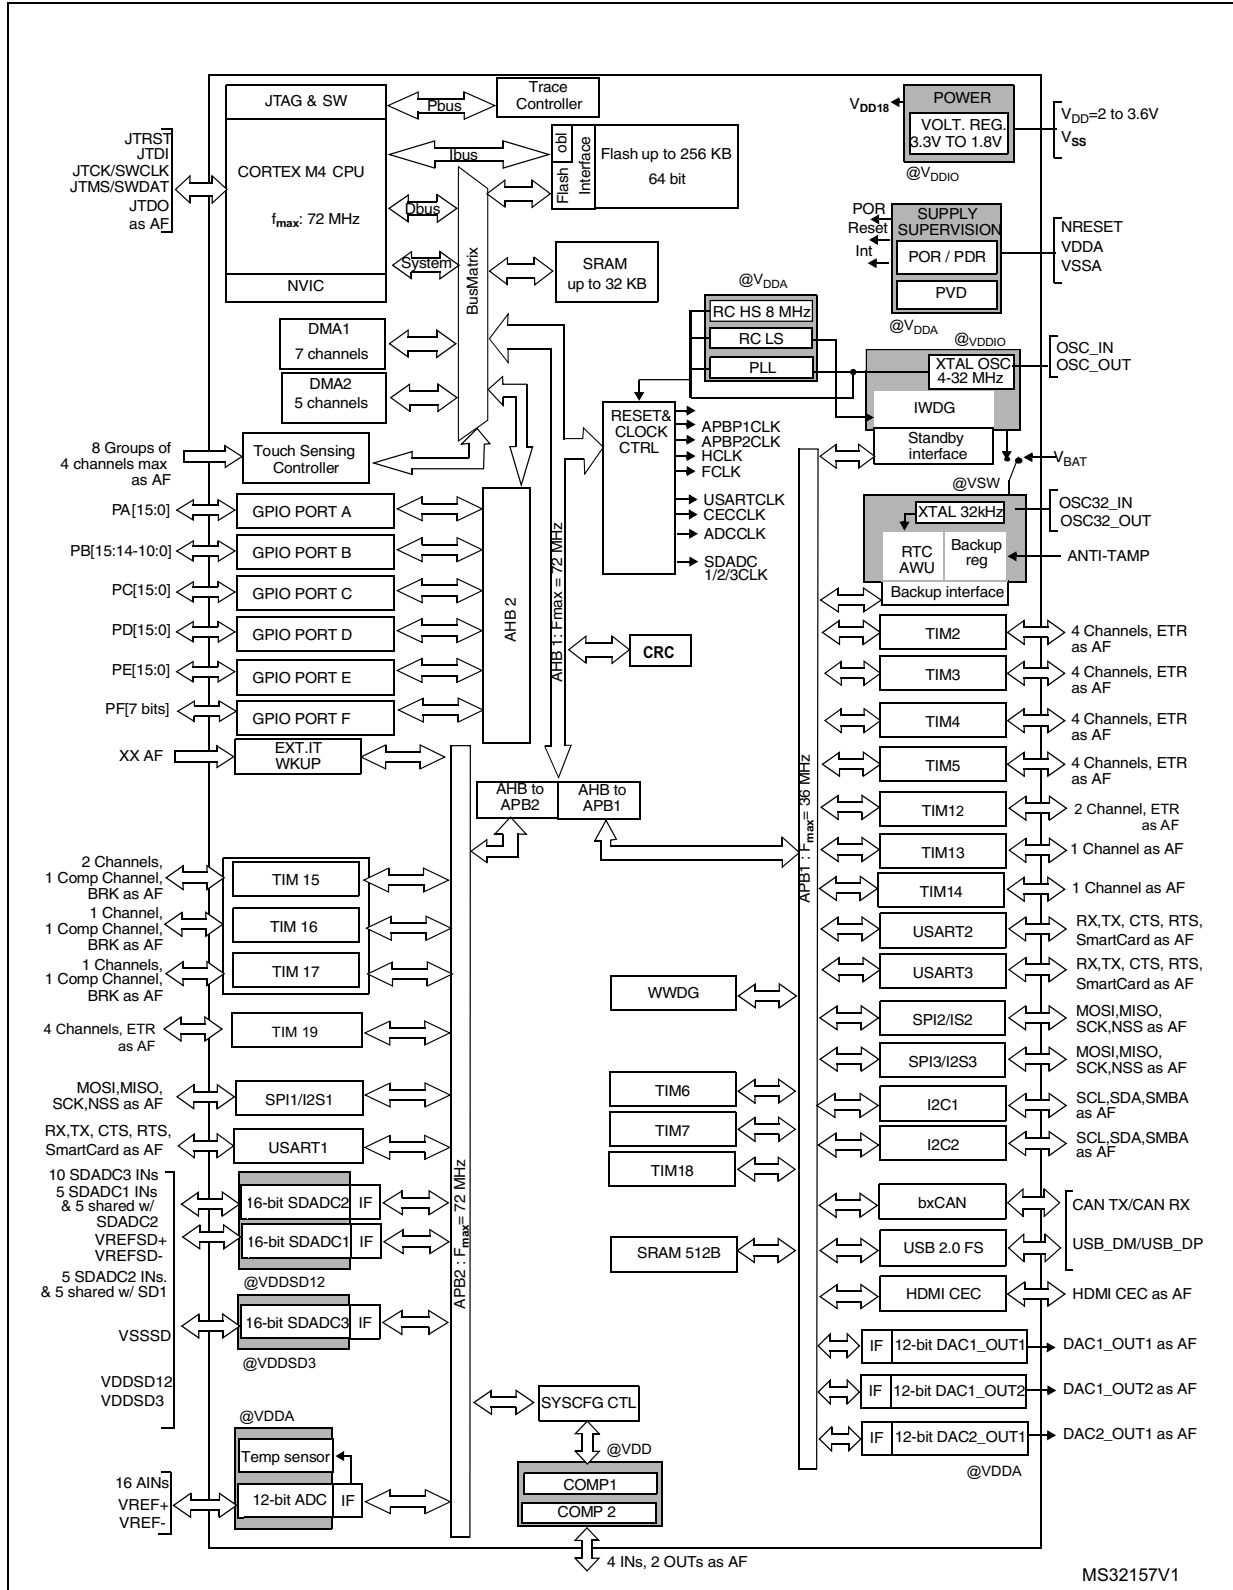 JTAG & SW
Pbus
Trace
Controller
JTRST
JTDI
JTCK/SWCLK
JTMS/SWDAT
JTDO
as AF
CORTEX M4 CPU
fmax: 72 MHz
NVIC
Ibus
Dbus
System
Flash
obl
Interface
Flash up to 256 KB
64 bit
BusMatrix
SRAM
up to 32 KB
VDD18
POWER
VOLT. REG.
3.3V TO 1.8V
VDD=2 to 3.6V
VSS
@VDDIO
POR
Reset
Int
SUPPLY
SUPERVISION
POR / PDR
PVD
NRESET
VDDA
VSSA
@VDDA
@VDDA
RC HS 8 MHz
RC LS
PLL
@VDDIO
XTAL OSC
4-32 MHz
IWDG
OSC_IN
OSC_OUT
Standby
interface
VBAT
@VSW
XTAL 32kHz
OSC32_IN
OSC32_OUT
RTC
AWU
Backup
reg
ANTI-TAMP
Backup interface
DMA1
7 channels
DMA2
5 channels
8 Groups of
4 channels max
as AF
Touch Sensing
Controller
RESET&
CLOCK
CTRL
APBP1CLK
APBP2CLK
HCLK
FCLK
USARTCLK
CECCLK
ADCCLK
SDADC
1/2/3CLK
PA[15:0]
GPIO PORT A
PB[15:14-10:0]
GPIO PORT B
PC[15:0]
GPIO PORT C
PD[15:0]
GPIO PORT D
PE[15:0]
GPIO PORT E
PF[7 bits]
GPIO PORT F
AHB 2
AHB 1 : Fmax = 72 MHz
CRC
XX AF
EXT.IT
WKUP
AHB to
APB2
AHB to
APB1
APB1 : Fmax= 36 MHz
TIM2
4 Channels, ETR
as AF
TIM3
4 Channels, ETR
as AF
TIM4
4 Channels, ETR
as AF
TIM5
4 Channels, ETR
as AF
TIM12
2 Channel, ETR
as AF
TIM13
1 Channel as AF
TIM14
1 Channel as AF
USART2
RX,TX, CTS, RTS,
SmartCard as AF
USART3
RX,TX, CTS, RTS,
SmartCard as AF
SPI2/IS2
MOSI,MISO,
SCK,NSS as AF
SPI3/I2S3
MOSI,MISO,
SCK,NSS as AF
I2C1
SCL,SDA,SMBA
as AF
I2C2
SCL,SDA,SMBA
as AF
bxCAN
CAN TX/CAN RX
USB 2.0 FS
USB_DM/USB_DP
HDMI CEC
HDMI CEC as AF
IF
12-bit DAC1_OUT1
DAC1_OUT1 as AF
IF
12-bit DAC1_OUT2
DAC1_OUT2 as AF
IF
12-bit DAC2_OUT1
DAC2_OUT1 as AF
@VDDA
WWDG
TIM6
TIM7
TIM18
SRAM 512B
2 Channels,
1 Comp Channel,
BRK as AF
TIM 15
1 Channel,
1 Comp Channel,
BRK as AF
TIM 16
1 Channels,
1 Comp Channel,
BRK as AF
TIM 17
4 Channels, ETR
as AF
TIM 19
MOSI,MISO,
SCK,NSS as AF
SPI1/I2S1
RX,TX, CTS, RTS,
SmartCard as AF
USART1
APB2 : Fmax= 72 MHz
10 SDADC3 INs
5 SDADC1 INs
& 5 shared w/
SDADC2
VREFSD+
VREFSD-
5 SDADC2 INs.
& 5 shared w/ SD1
VSSSD
VDDSD12
VDDSD3
16-bit SDADC2
IF
16-bit SDADC1
IF
@VDDSD12
16-bit SDADC3
IF
@VDDSD3
@VDDA
Temp sensor
12-bit ADC
IF
16 AINs
VREF+
VREF-
SYSCFG CTL
@VDD
COMP1
COMP 2
4 INs, 2 OUTs as AF
MS32157V1